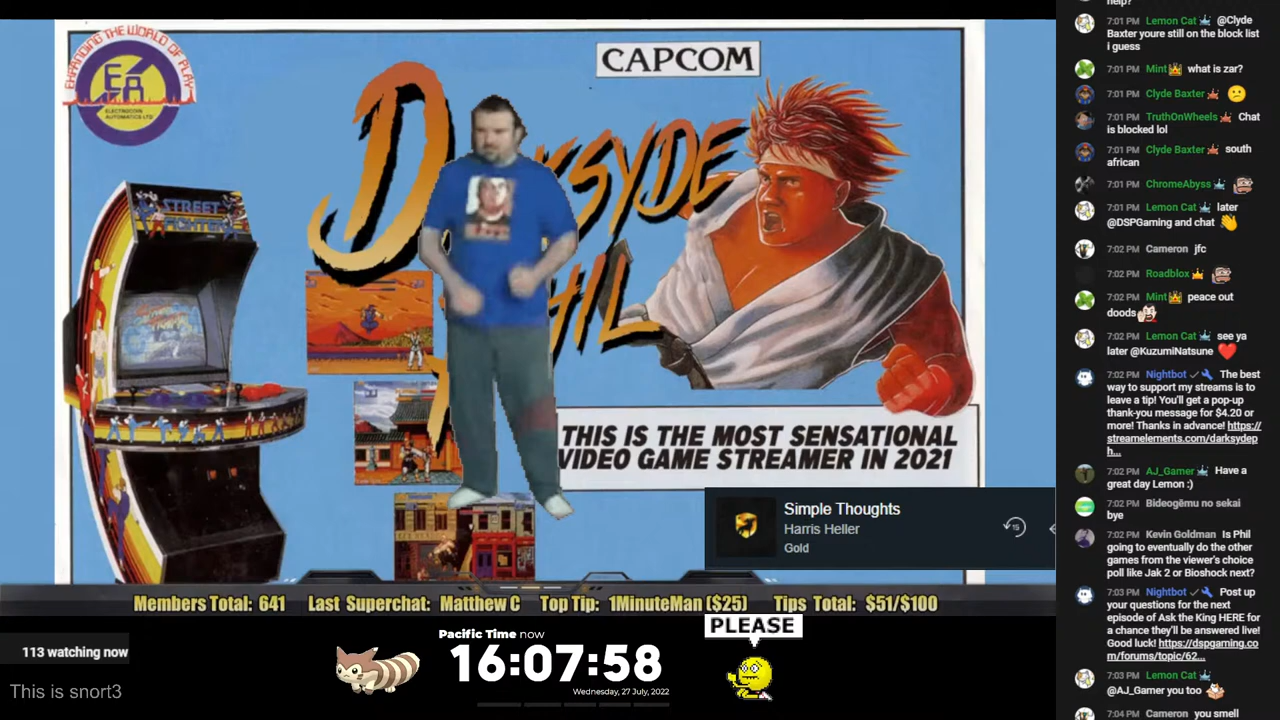 EXPANDING THE WORLD OF PLAY
EA
ELECTROCOIN
AUTOMATICS LTD
CAPCOM
DARKSYDE
PHIL
STREET
FIGHTER
THIS IS THE MOST SENSATIONAL
VIDEO GAME STREAMER IN 2021
Simple Thoughts
Harris Heller
Gold
15
Members Total: 641 Last Superchat: Matthew C Top Tip: 1MinuteMan ($25) Tips Total: $51/$100
113 watching now
This is snort3
Pacific Time now
16:07:58
Wednesday, 27 July, 2022
PLEASE
help?
7:01 PM Lemon Cat @Clyde
Baxter youre still on the block list
i guess
7:01 PM Mint what is zar?
7:01 PM Clyde Baxter
7:01 PM TruthOnWheels Chat
is blocked lol
7:01 PM Clyde Baxter south
african
7:01 PM ChromeAbyss
7:01 PM Lemon Cat later
@DSPGaming and chat
7:02 PM Cameron jfc
7:02 PM Roadblox
7:02 PM Mint peace out
doods
7:02 PM Lemon Cat see ya
later @KuzumiNatsune
7:02 PM Nightbot The best
way to support my streams is to
leave a tip! You'll get a pop-up
thank-you message for $4.20 or
more! Thanks in advance! https://
streamelements.com/darksydep
h...
7:02 PM AJ_Gamer Have a
great day Lemon :)
7:02 PM Bideogēmu no sekai
bye
7:02 PM Kevin Goldman Is Phil
going to eventually do the other
games from the viewer's choice
poll like Jak 2 or Bioshock next?
7:03 PM Nightbot Post up
your questions for the next
episode of Ask the King HERE for
a chance they'll be answered live!
Good luck! https://dspgaming.co
m/forums/topic/62...
7:03 PM Lemon Cat
@AJ_Gamer you too
7:04 PM Cameron you smell